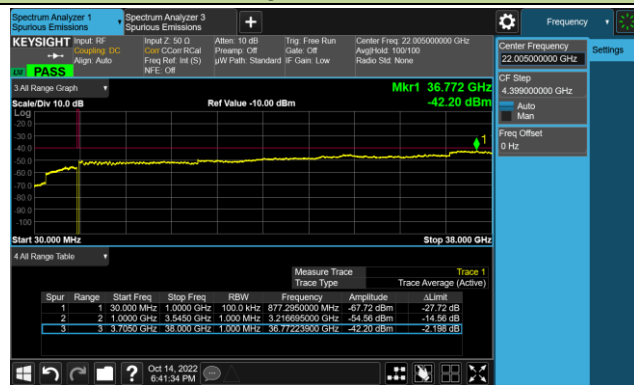 Spectrum Analyzer 1
Spurious Emissions
Spectrum Analyzer 3
Spurious Emissions
+
Frequency
KEYSIGHT
Input: RF
Coupling: DC
Align: Auto
Input Z: 50 Ω
Corr CCorr RCal
Freq Ref: Int (S)
NFE: Off
Atten: 10 dB
Preamp: Off
µW Path: Standard
Trig: Free Run
Gate: Off
IF Gain: Low
Center Freq: 22.005000000 GHz
Avg|Hold: 100/100
Radio Std: None
PASS
Center Frequency
22.005000000 GHz
Settings
CF Step
4.399000000 GHz
Auto
Man
Freq Offset
0 Hz
3 All Range Graph
Mkr1 36.772 GHz
Scale/Div 10.0 dB
Ref Value -10.00 dBm
-42.20 dBm
Log
-20.0
-30.0
-40.0
-50.0
-60.0
-70.0
-80.0
-90.0
-100
1
Start 30.000 MHz
Stop 38.000 GHz
4 All Range Table
Measure Trace Trace 1
Trace Type Trace Average (Active)
Spur Range Start Freq Stop Freq RBW Frequency Amplitude ΔLimit
1 1 30.000 MHz 1.0000 GHz 100.0 kHz 877.2950000 MHz -67.72 dBm -27.72 dB
2 2 1.0000 GHz 3.5450 GHz 1.000 MHz 3.216695000 GHz -54.56 dBm -14.56 dB
3 3 3.7050 GHz 38.000 GHz 1.000 MHz 36.77223900 GHz -42.20 dBm -2.198 dB
?
Oct 14, 2022
6:41:34 PM